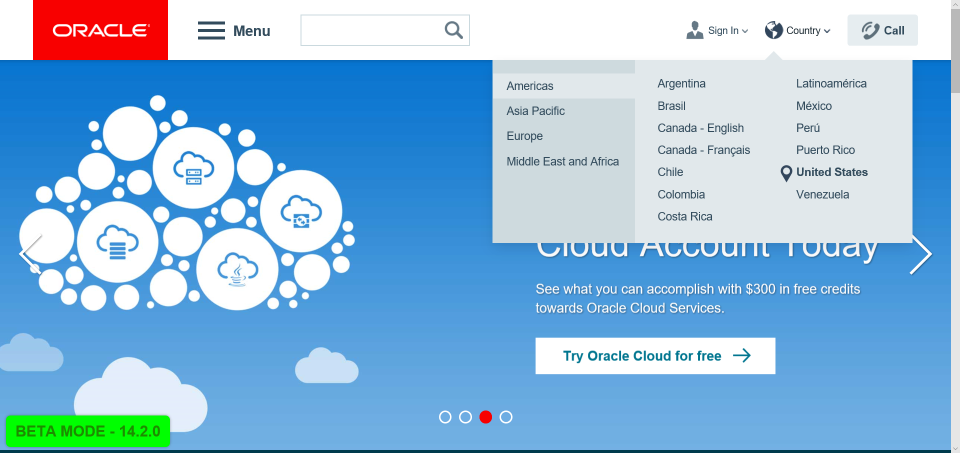 ORACLE
Menu
Sign In
Country
Call
Americas
Asia Pacific
Europe
Middle East and Africa
Argentina
Brasil
Canada - English
Canada - Français
Chile
Colombia
Costa Rica
Latinoamérica
México
Perú
Puerto Rico
United States
Venezuela
Cloud Account Today
See what you can accomplish with $300 in free credits
towards Oracle Cloud Services.
Try Oracle Cloud for free
BETA MODE - 14.2.0